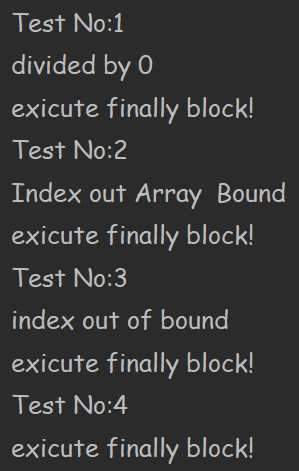 Test No:1
divided by 0
exicute finally block!
Test No:2
Index out Array  Bound
exicute finally block!
Test No:3
index out of bound
exicute finally block!
Test No:4
exicute finally block!